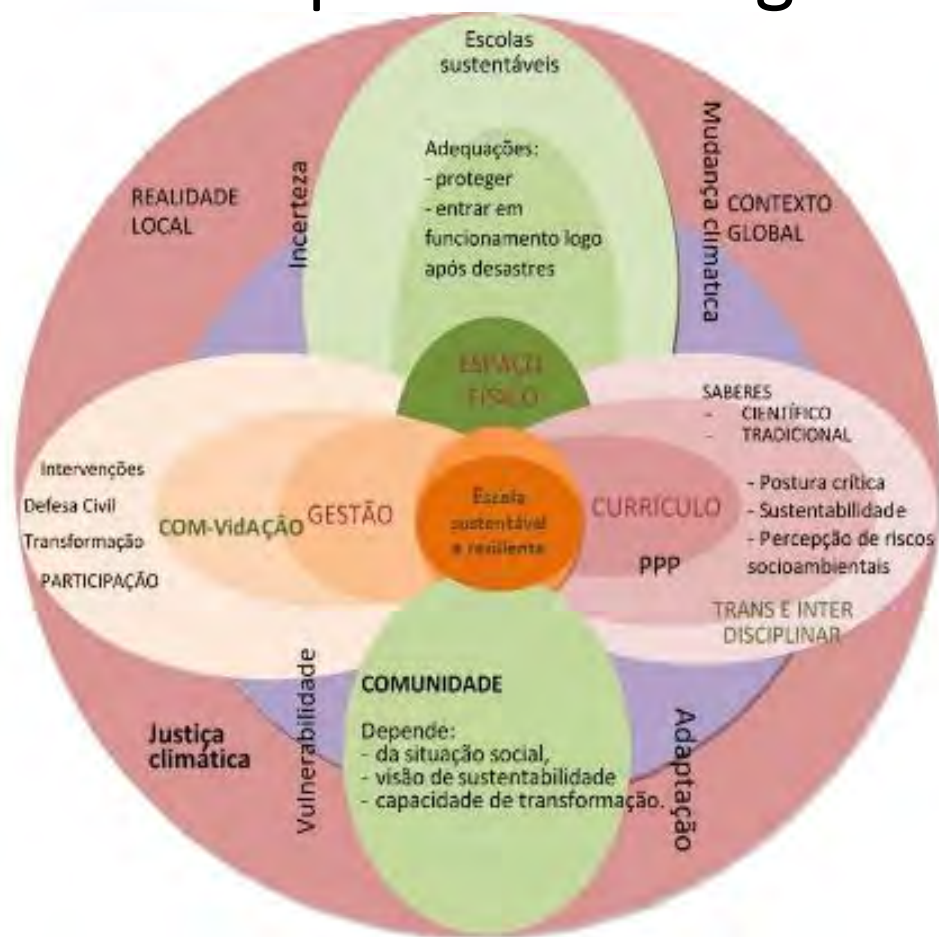 Escolas
sustentáveis
Adequações:
- proteger
- entrar em
funcionamento logo
após desastres
Incerteza
Mudança climatica
REALIDADE
LOCAL
CONTEXTO
GLOBAL
ESPAÇO
FÍSICO
SABERES
- CIENTÍFICO
- TRADICIONAL
Intervenções
Defesa Civil
Transformação
PARTICIPAÇÃO
COM-VidAÇÃO
GESTÃO
Escola
sustentável
e resiliente
CURRÍCULO
PPP
- Postura crítica
- Sustentabilidade
- Percepção de riscos
socioambientais
TRANS E INTER
DISCIPLINAR
Justiça
climática
Vulnerabilidade
COMUNIDADE
Depende:
- da situação social,
- visão de sustentabilidade
- capacidade de transformação.
Adaptação